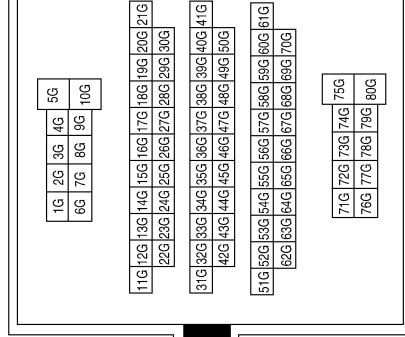 1G 2G 3G 4G 5G
6G 7G 8G 9G 10G
11G 12G 13G 14G 15G 16G 17G 18G 19G 20G 21G
22G 23G 24G 25G 26G 27G 28G 29G 30G
31G 32G 33G 34G 35G 36G 37G 38G 39G 40G 41G
42G 43G 44G 45G 46G 47G 48G 49G 50G
51G 52G 53G 54G 55G 56G 57G 58G 59G 60G 61G
62G 63G 64G 65G 66G 67G 68G 69G 70G
71G 72G 73G 74G 75G
76G 77G 78G 79G 80G